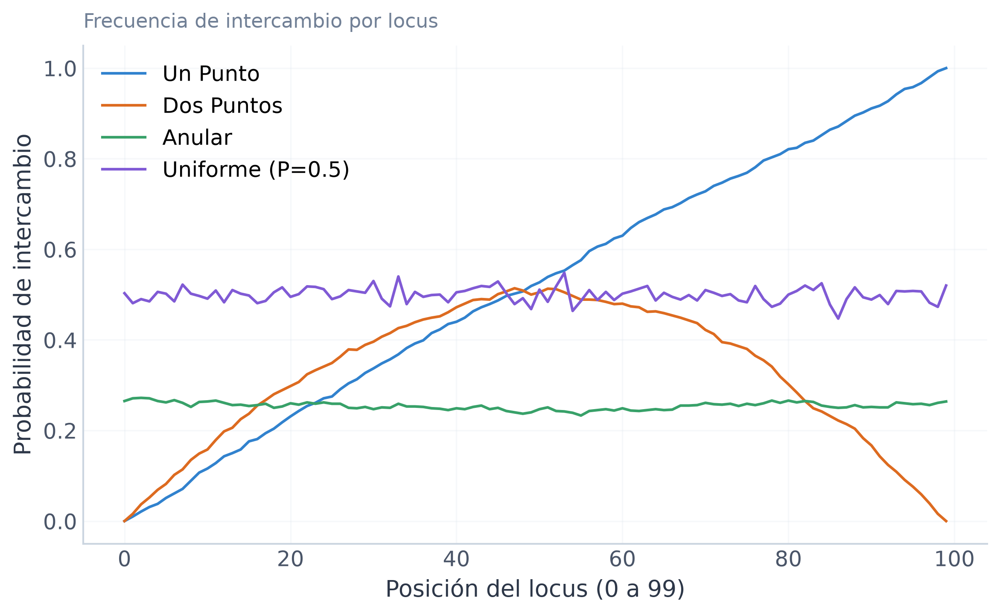 Frecuencia de intercambio por locus
Un Punto
Dos Puntos
Anular
Uniforme (P=0.5)
Probabilidad de intercambio
1.0
0.8
0.6
0.4
0.2
0.0
0 20 40 60 80 100
Posición del locus (0 a 99)